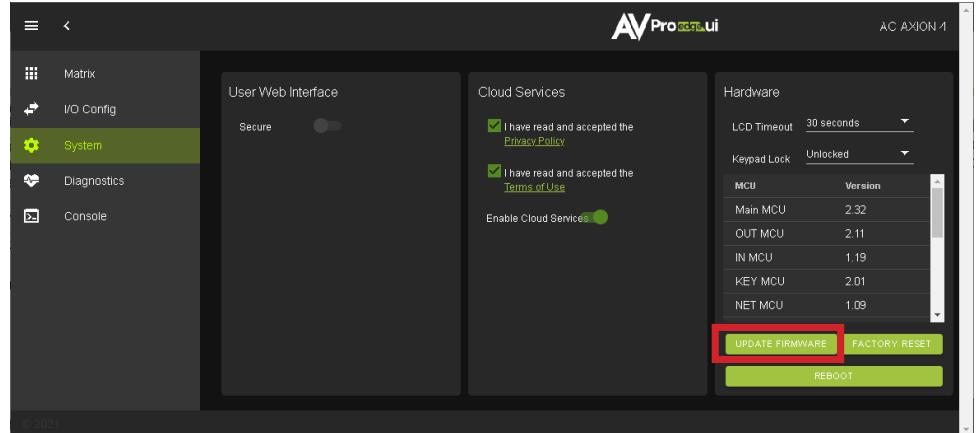 AVPro edge.ui
AC AXION 4
Matrix
I/O Config
System
Diagnostics
Console
User Web Interface
Secure
Cloud Services
I have read and accepted the
Privacy Policy
I have read and accepted the
Terms of Use
Enable Cloud Services
Hardware
LCD Timeout 30 seconds
Keypad Lock Unlocked
MCU Version
Main MCU 2.32
OUT MCU 2.11
IN MCU 1.19
KEY MCU 2.01
NET MCU 1.09
UPDATE FIRMWARE FACTORY RESET
REBOOT
© 2021